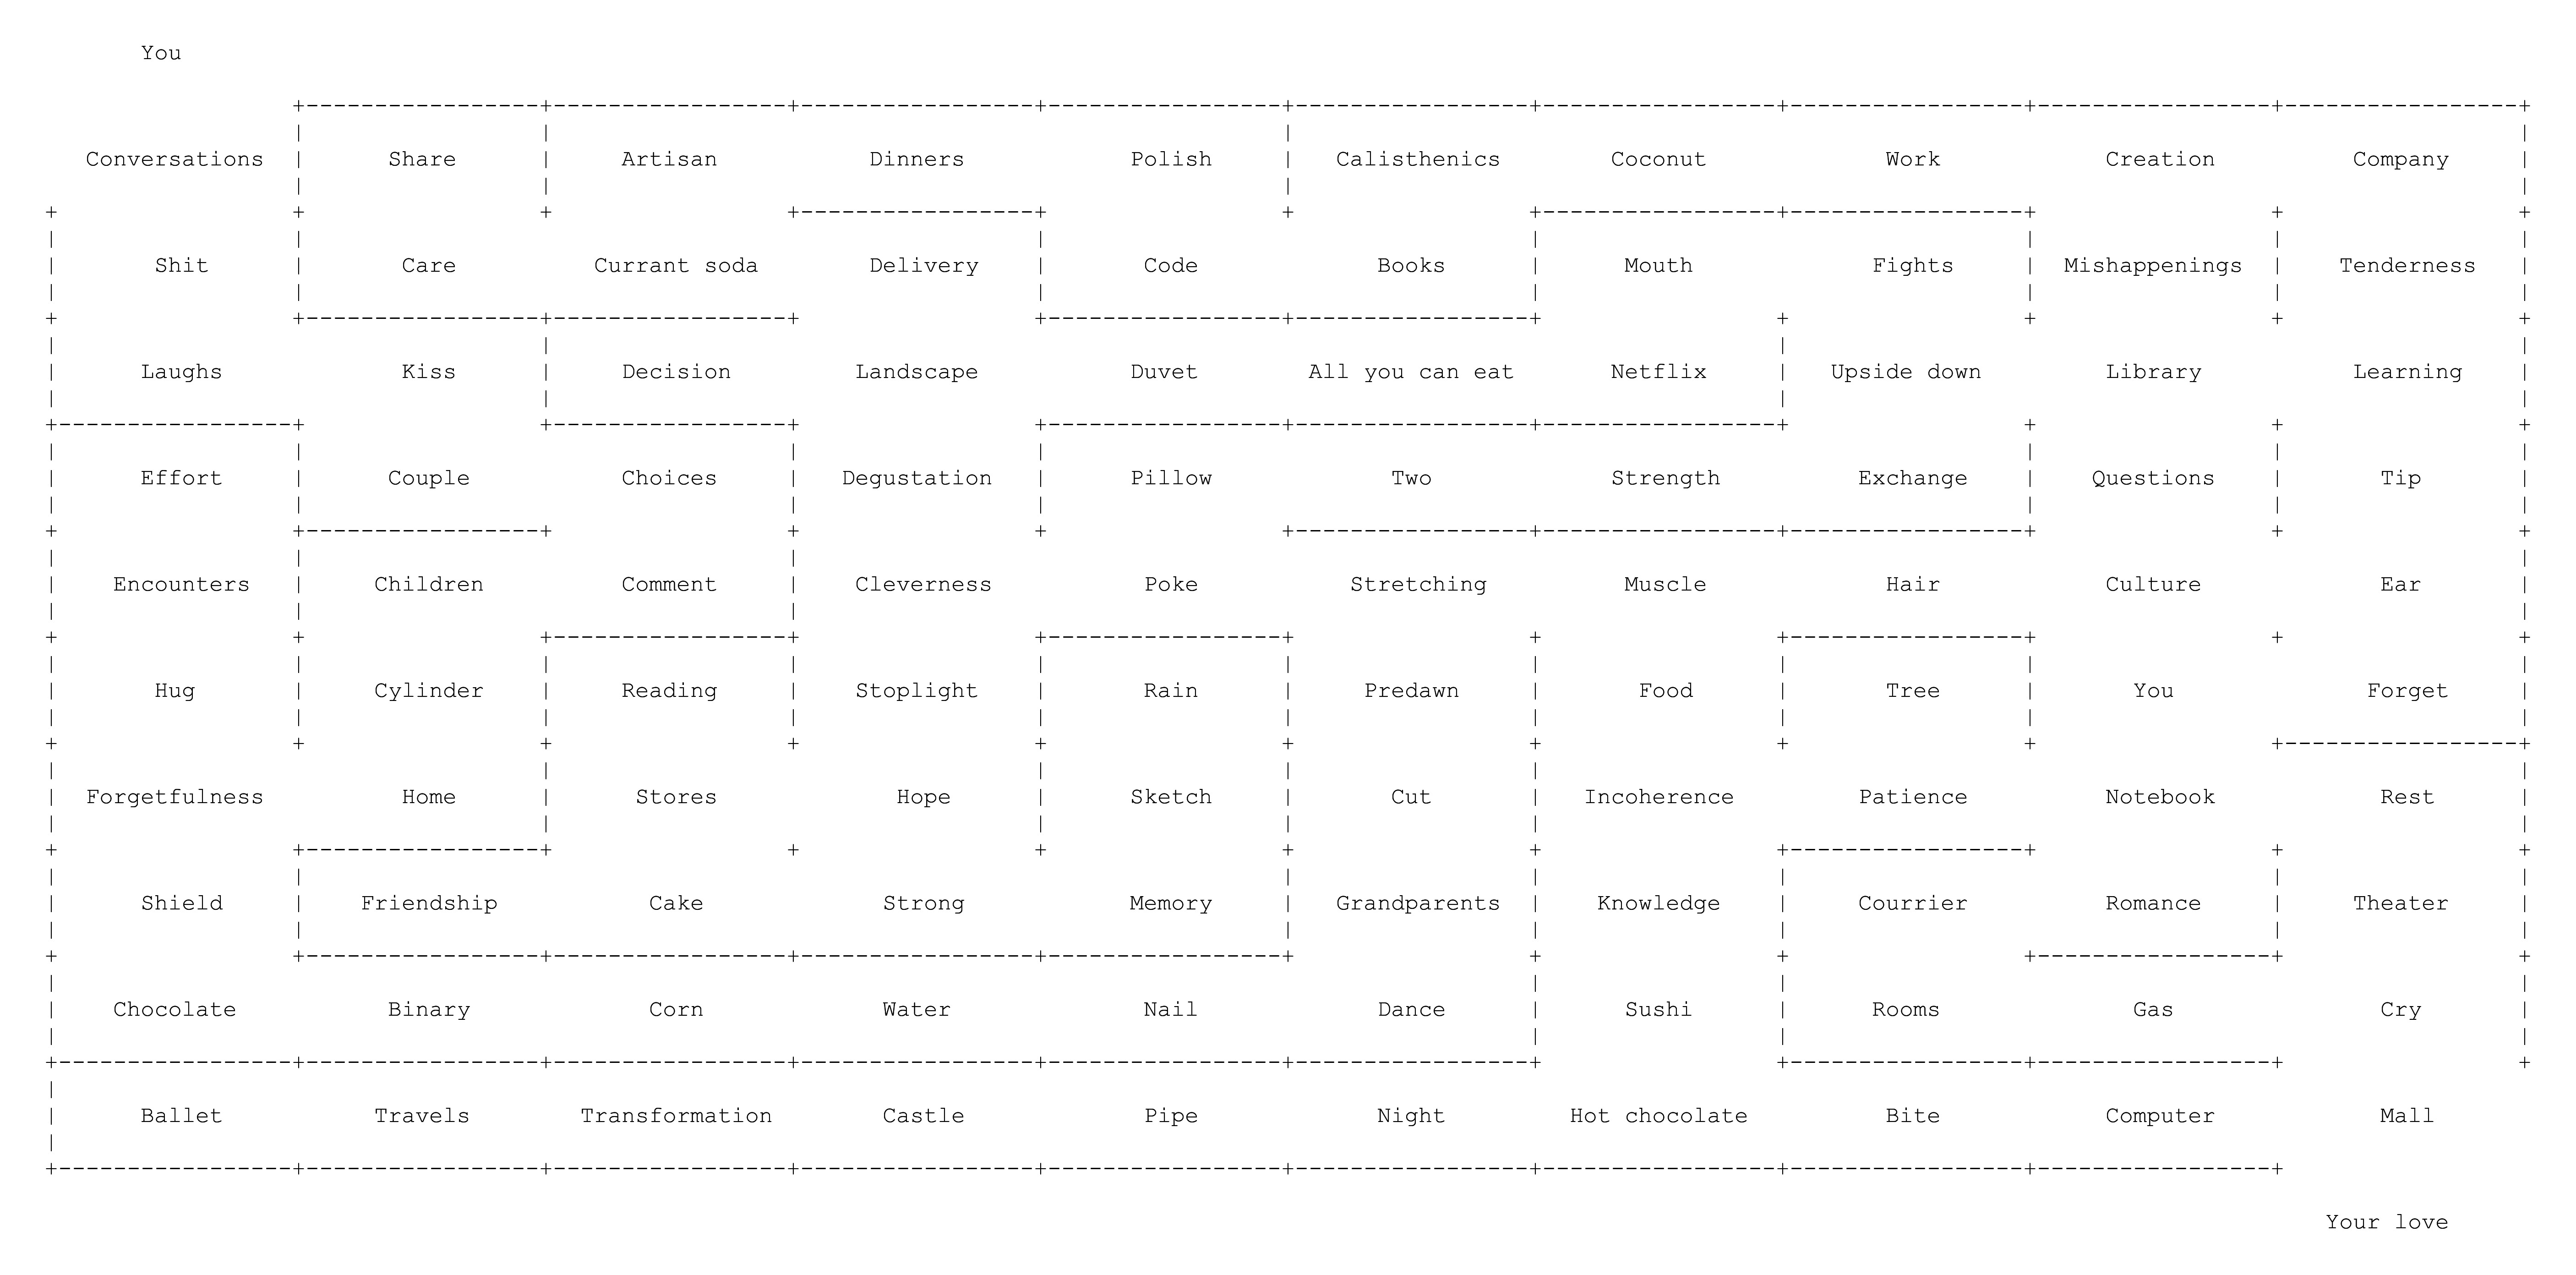 You
Conversations Share Artisan Dinners Polish Calisthenics Coconut Work Creation Company
Shit Care Currant soda Delivery Code Books Mouth Fights Mishappenings Tenderness
Laughs Kiss Decision Landscape Duvet All you can eat Netflix Upside down Library Learning
Effort Couple Choices Degustation Pillow Two Strength Exchange Questions Tip
Encounters Children Comment Cleverness Poke Stretching Muscle Hair Culture Ear
Hug Cylinder Reading Stoplight Rain Predawn Food Tree You Forget
Forgetfulness Home Stores Hope Sketch Cut Incoherence Patience Notebook Rest
Shield Friendship Cake Strong Memory Grandparents Knowledge Courrier Romance Theater
Chocolate Binary Corn Water Nail Dance Sushi Rooms Gas Cry
Ballet Travels Transformation Castle Pipe Night Hot chocolate Bite Computer Mall
Your love